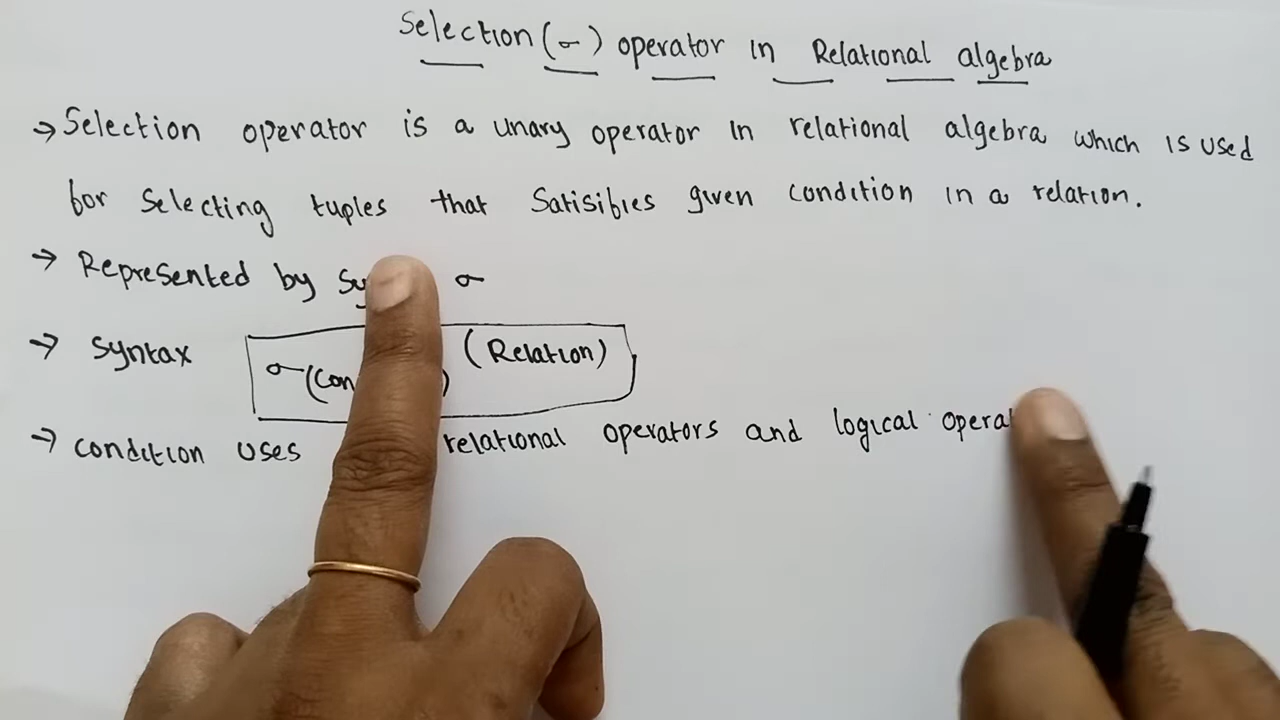 Selection (σ) operator in Relational algebra
→ Selection operator is a unary operator in relational algebra which is used
for selecting tuples that Satisifies given condition in a relation.
→ Represented by σ
→ Syntax σ( ) (Relation)
→ condition uses relational operators and logical